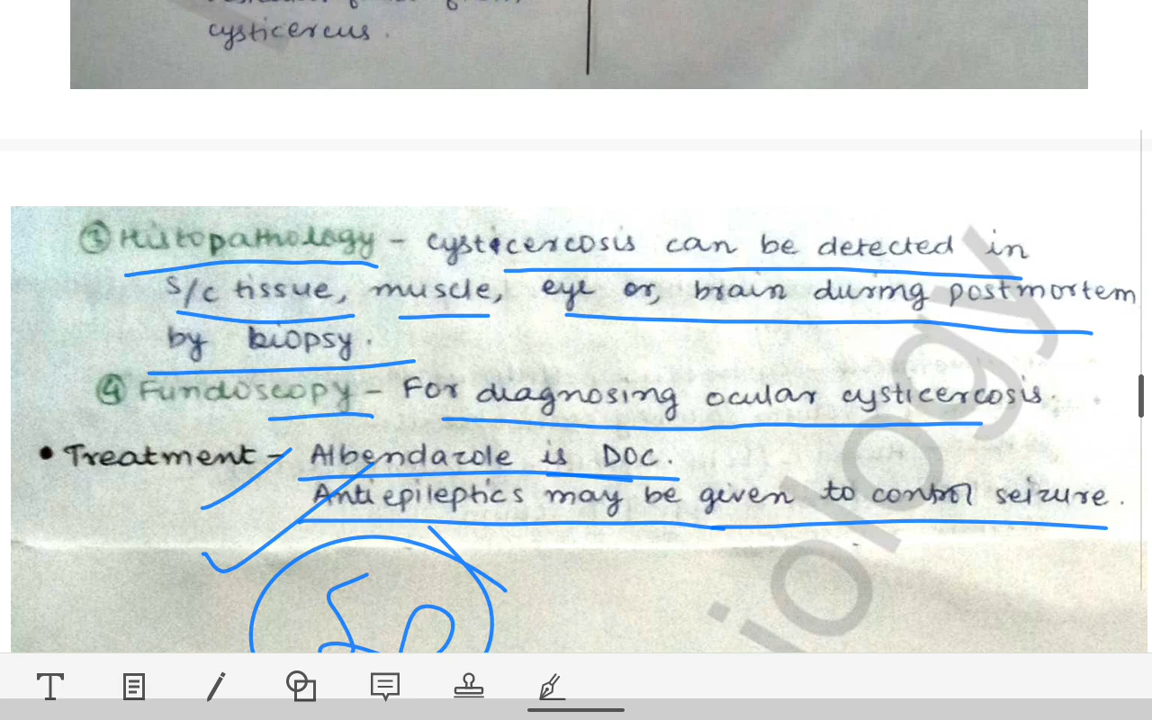 cysticercus.
③ Histopathology - cysticercosis can be detected in
S/c tissue, muscle, eye or, brain during postmortem
by biopsy.
④ Fundoscopy - For diagnosing ocular cysticercosis.
• Treatment - Albendazole is DOC.
Antiepileptics may be given to control seizure.
iology
T